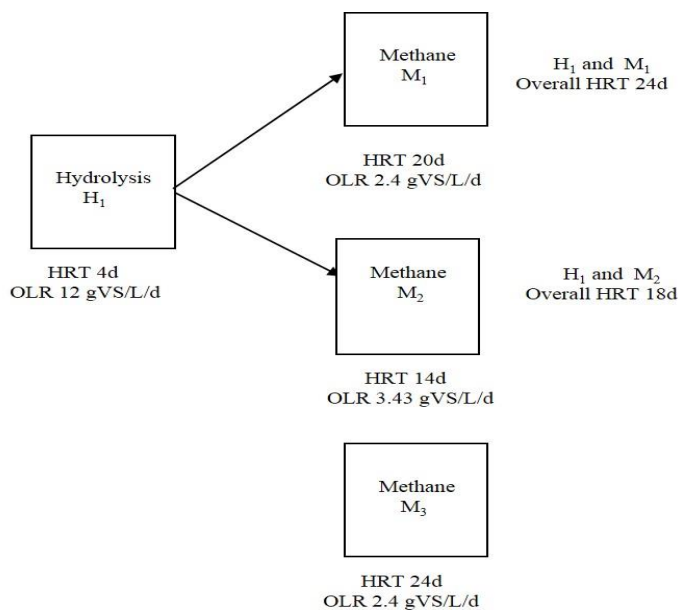 Methane
M₁
H₁ and M₁
Overall HRT 24d
HRT 20d
OLR 2.4 gVS/L/d
Hydrolysis
H₁
HRT 4d
OLR 12 gVS/L/d
Methane
M₂
H₁ and M₂
Overall HRT 18d
HRT 14d
OLR 3.43 gVS/L/d
Methane
M₃
HRT 24d
OLR 2.4 gVS/L/d